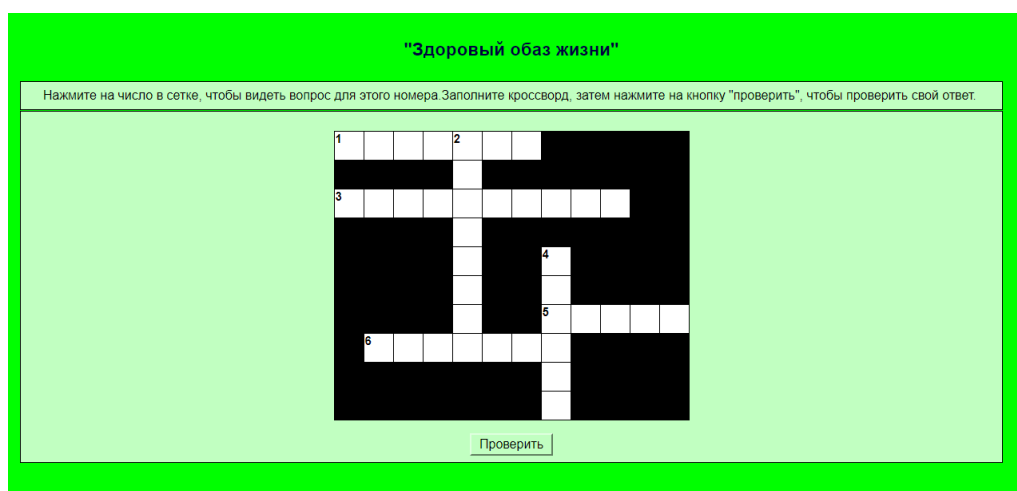 "Здоровый обаз жизни"
Нажмите на число в сетке, чтобы видеть вопрос для этого номера.Заполните кроссворд, затем нажмите на кнопку "проверить", чтобы проверить свой ответ.
1 2
3
4
5
6
Проверить